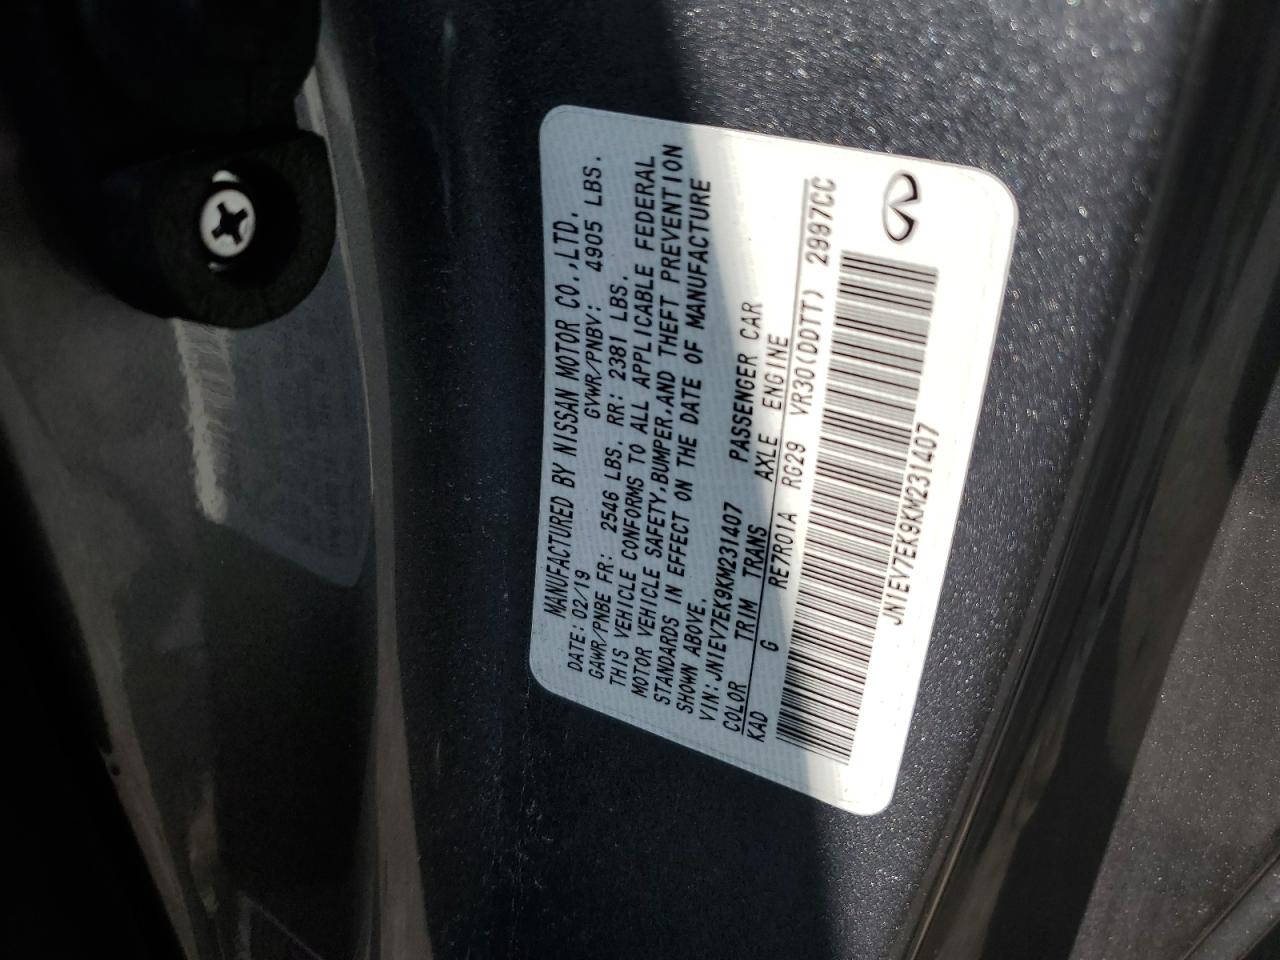 MANUFACTURED BY NISSAN MOTOR CO.,LTD.
DATE: 02/19 GVWR/PNBV: 4905 LBS.
GAWR/PNBE FR: 2546 LBS. RR: 2381 LBS.
THIS VEHICLE CONFORMS TO ALL APPLICABLE FEDERAL
MOTOR VEHICLE SAFETY,BUMPER,AND THEFT PREVENTION
STANDARDS IN EFFECT ON THE DATE OF MANUFACTURE
SHOWN ABOVE.
VIN:JN1EV7EK9KM231407 PASSENGER CAR
COLOR TRIM TRANS AXLE ENGINE
KAD G RE7R01A RG29 VR30(DDTT) 2997CC
JN1EV7EK9KM231407